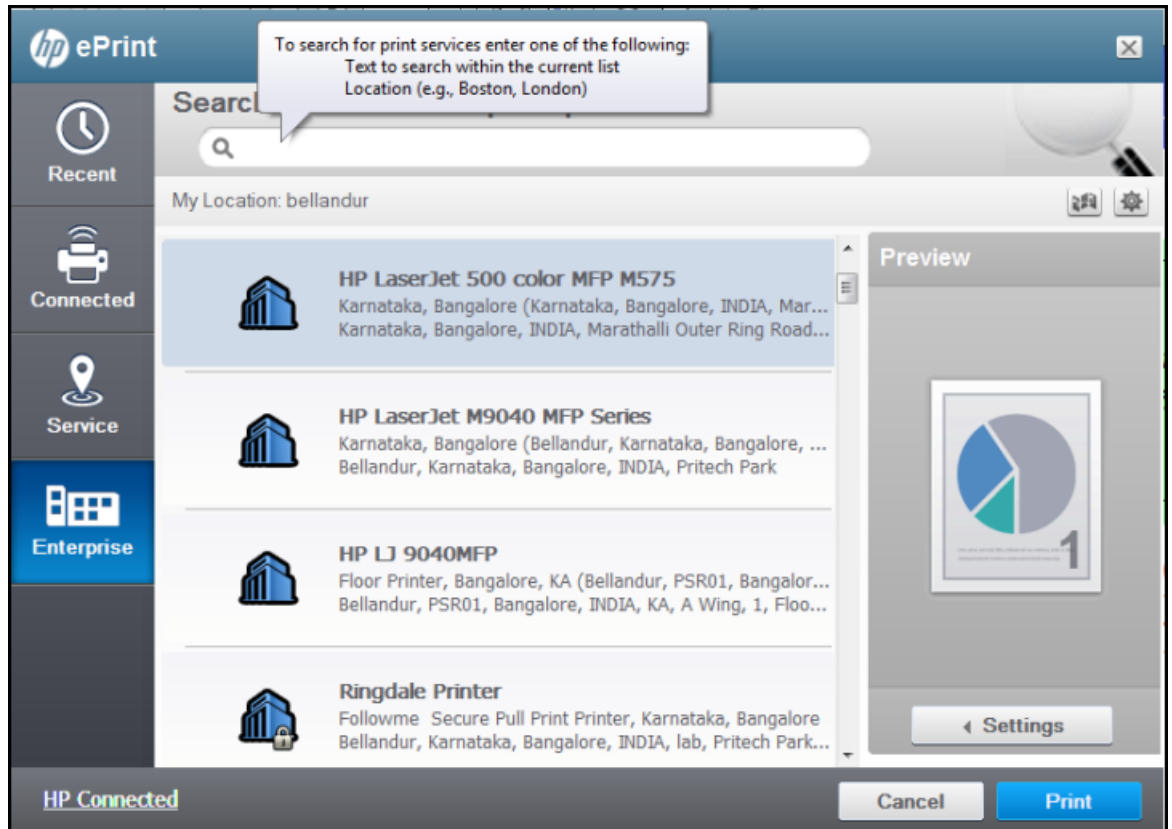 hp ePrint
To search for print services enter one of the following:
Text to search within the current list
Location (e.g., Boston, London)
Recent
Connected
Service
Enterprise
My Location: bellandur
HP LaserJet 500 color MFP M575
Karnataka, Bangalore (Karnataka, Bangalore, INDIA, Mar...
Karnataka, Bangalore, INDIA, Marathalli Outer Ring Road...
HP LaserJet M9040 MFP Series
Karnataka, Bangalore (Bellandur, Karnataka, Bangalore, ...
Bellandur, Karnataka, Bangalore, INDIA, Pritech Park
HP LJ 9040MFP
Floor Printer, Bangalore, KA (Bellandur, PSR01, Bangalor...
Bellandur, PSR01, Bangalore, INDIA, KA, A Wing, 1, Floo...
Ringdale Printer
Followme Secure Pull Print Printer, Karnataka, Bangalore
Bellandur, Karnataka, Bangalore, INDIA, lab, Pritech Park...
Preview
1
Settings
HP Connected
Cancel
Print